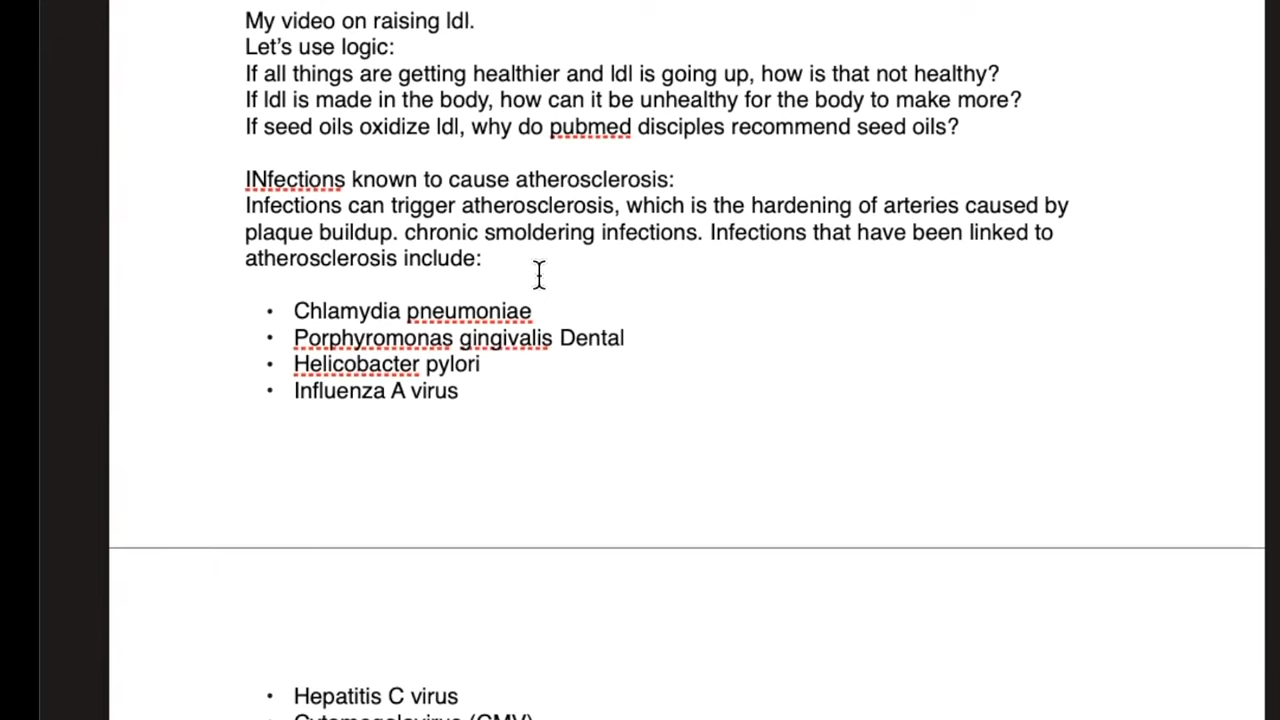 My video on raising ldl.
Let's use logic:
If all things are getting healthier and ldl is going up, how is that not healthy?
If ldl is made in the body, how can it be unhealthy for the body to make more?
If seed oils oxidize ldl, why do pubmed disciples recommend seed oils?
INfections known to cause atherosclerosis:
Infections can trigger atherosclerosis, which is the hardening of arteries caused by
plaque buildup. chronic smoldering infections. Infections that have been linked to
atherosclerosis include:
• Chlamydia pneumoniae
• Porphyromonas gingivalis Dental
• Helicobacter pylori
• Influenza A virus
• Hepatitis C virus
• Cytomegalovirus (CMV)